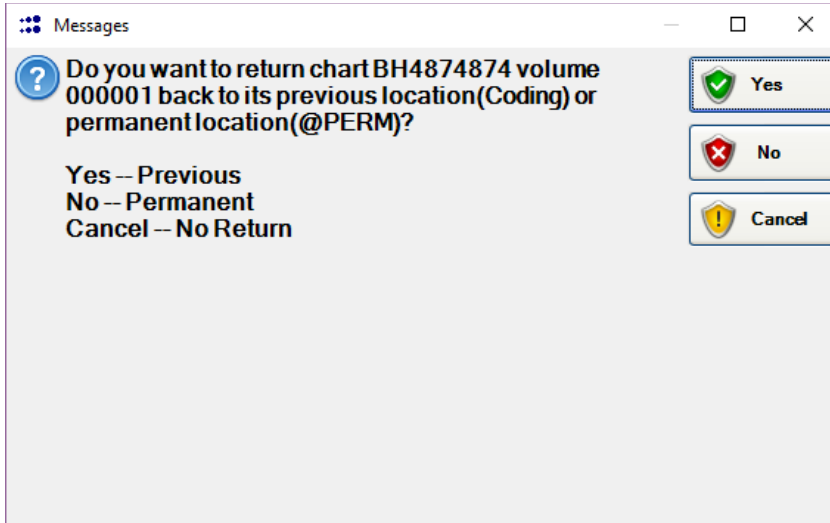 Messages
Do you want to return chart BH4874874 volume
000001 back to its previous location(Coding) or
permanent location(@PERM)?
Yes -- Previous
No -- Permanent
Cancel -- No Return
Yes
No
Cancel